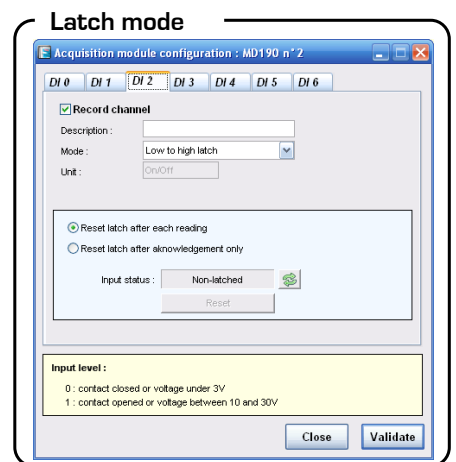 Latch mode
Acquisition module configuration : MD190 n°2
DI 0 DI 1 DI 2 DI 3 DI 4 DI 5 DI 6
Record channel
Description :
Mode : Low to high latch
Unit : On/Off
Reset latch after each reading
Reset latch after aknowledgement only
Input status : Non-latched
Reset
Input level :
0 : contact closed or voltage under 3V
1 : contact opened or voltage between 10 and 30V
Close Validate